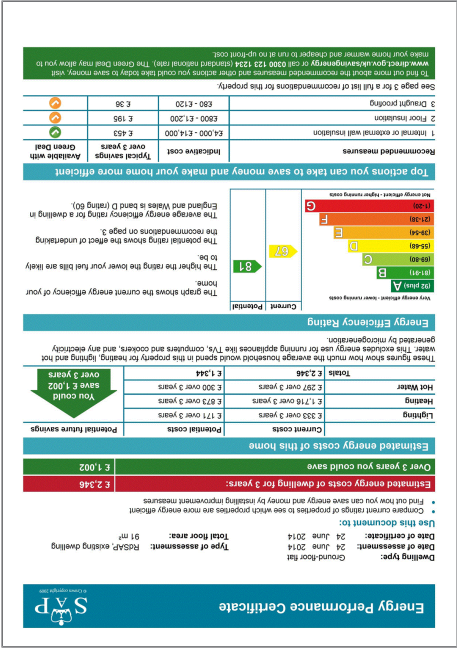 Energy Performance Certificate
SAP
© Crown copyright 2009
Dwelling type: Ground-floor flat
Date of assessment: 24 June 2014 Type of assessment: RdSAP, existing dwelling
Date of certificate: 24 June 2014 Total floor area: 91 m²
Use this document to:
• Compare current ratings of properties to see which properties are more energy efficient
• Find out how you can save energy and money by installing improvement measures
Estimated energy costs of dwelling for 3 years: £ 2,346
Over 3 years you could save £ 1,002
Estimated energy costs of this home
Current costs Potential costs Potential future savings
Lighting £ 333 over 3 years £ 171 over 3 years
Heating £ 1,716 over 3 years £ 873 over 3 years
Hot Water £ 297 over 3 years £ 300 over 3 years
Totals £ 2,346 £ 1,344
You could
save £ 1,002
over 3 years
These figures show how much the average household would spend in this property for heating, lighting and hot
water. This excludes energy use for running appliances like TVs, computers and cookers, and any electricity
generated by microgeneration.
Energy Efficiency Rating
Current Potential
Very energy efficient - lower running costs
(92 plus) A
(81-91) B
(69-80) C
(55-68) D
(39-54) E
(21-38) F
(1-20) G
Not energy efficient - higher running costs
67
81
The graph shows the current energy efficiency of your
home.
The higher the rating the lower your fuel bills are likely
to be.
The potential rating shows the effect of undertaking
the recommendations on page 3.
The average energy efficiency rating for a dwelling in
England and Wales is band D (rating 60).
Top actions you can take to save money and make your home more efficient
Recommended measures Indicative cost Typical savings over 3 years Available with Green Deal
1 Internal or external wall insulation £4,000 - £14,000 £ 453
2 Floor insulation £800 - £1,200 £ 195
3 Draught proofing £80 - £120 £ 36
See page 3 for a full list of recommendations for this property.
To find out more about the recommended measures and other actions you could take today to save money, visit
www.direct.gov.uk/savingenergy or call 0300 123 1234 (standard national rate). The Green Deal may allow you to
make your home warmer and cheaper to run at no up-front cost.